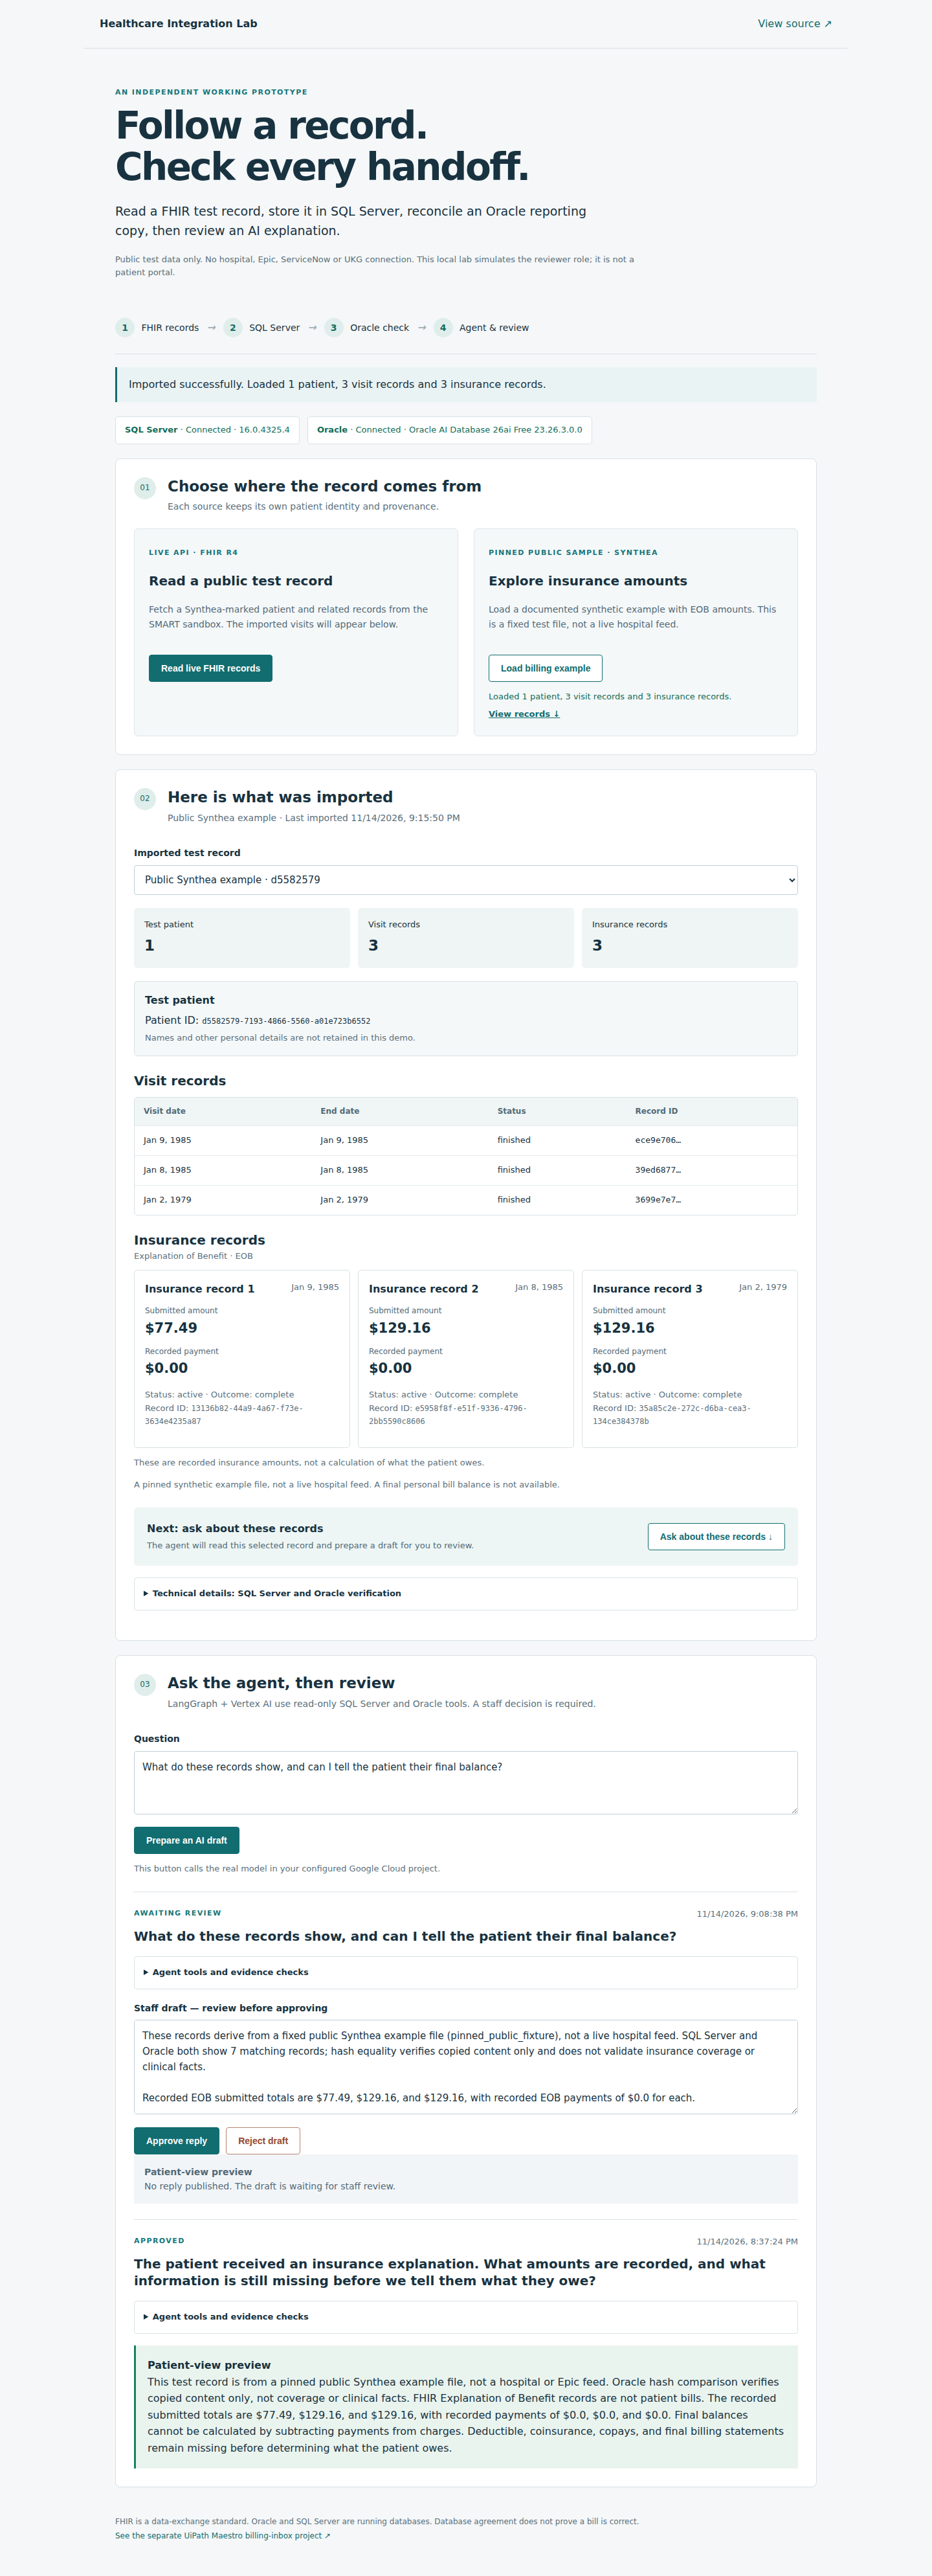 Healthcare Integration Lab
View source ↗
AN INDEPENDENT WORKING PROTOTYPE
Follow a record.
Check every handoff.
Read a FHIR test record, store it in SQL Server, reconcile an Oracle reporting
copy, then review an AI explanation.
Public test data only. No hospital, Epic, ServiceNow or UKG connection. This local lab simulates the reviewer role; it is not a
patient portal.
1 FHIR records → 2 SQL Server → 3 Oracle check → 4 Agent & review
Imported successfully. Loaded 1 patient, 3 visit records and 3 insurance records.
SQL Server · Connected · 16.0.4325.4
Oracle · Connected · Oracle AI Database 26ai Free 23.26.3.0.0
01
Choose where the record comes from
Each source keeps its own patient identity and provenance.
LIVE API · FHIR R4
Read a public test record
Fetch a Synthea-marked patient and related records from the
SMART sandbox. The imported visits will appear below.
Read live FHIR records
PINNED PUBLIC SAMPLE · SYNTHEA
Explore insurance amounts
Load a documented synthetic example with EOB amounts. This
is a fixed test file, not a live hospital feed.
Load billing example
Loaded 1 patient, 3 visit records and 3 insurance records.
View records ↓
02
Here is what was imported
Public Synthea example · Last imported 11/14/2026, 9:15:50 PM
Imported test record
Public Synthea example · d5582579
Test patient
1
Visit records
3
Insurance records
3
Test patient
Patient ID: d5582579-7193-4866-5560-a01e723b6552
Names and other personal details are not retained in this demo.
Visit records
Visit date End date Status Record ID
Jan 9, 1985 Jan 9, 1985 finished ece9e706…
Jan 8, 1985 Jan 8, 1985 finished 39ed6877…
Jan 2, 1979 Jan 2, 1979 finished 3699e7e7…
Insurance records
Explanation of Benefit · EOB
Insurance record 1 Jan 9, 1985
Submitted amount
$77.49
Recorded payment
$0.00
Status: active · Outcome: complete
Record ID: 13136b82-44a9-4a67-f73e-
3634e4235a87
Insurance record 2 Jan 8, 1985
Submitted amount
$129.16
Recorded payment
$0.00
Status: active · Outcome: complete
Record ID: e5958f8f-e51f-9336-4796-
2bb5590c8606
Insurance record 3 Jan 2, 1979
Submitted amount
$129.16
Recorded payment
$0.00
Status: active · Outcome: complete
Record ID: 35a85c2e-272c-d6ba-cea3-
134ce384378b
These are recorded insurance amounts, not a calculation of what the patient owes.
A pinned synthetic example file, not a live hospital feed. A final personal bill balance is not available.
Next: ask about these records
The agent will read this selected record and prepare a draft for you to review.
Ask about these records ↓
▶ Technical details: SQL Server and Oracle verification
03
Ask the agent, then review
LangGraph + Vertex AI use read-only SQL Server and Oracle tools. A staff decision is required.
Question
What do these records show, and can I tell the patient their final balance?
Prepare an AI draft
This button calls the real model in your configured Google Cloud project.
AWAITING REVIEW
11/14/2026, 9:08:38 PM
What do these records show, and can I tell the patient their final balance?
▶ Agent tools and evidence checks
Staff draft — review before approving
These records derive from a fixed public Synthea example file (pinned_public_fixture), not a live hospital feed. SQL Server and
Oracle both show 7 matching records; hash equality verifies copied content only and does not validate insurance coverage or
clinical facts.
Recorded EOB submitted totals are $77.49, $129.16, and $129.16, with recorded EOB payments of $0.0 for each.
Approve reply
Reject draft
Patient-view preview
No reply published. The draft is waiting for staff review.
APPROVED
11/14/2026, 8:37:24 PM
The patient received an insurance explanation. What amounts are recorded, and what
information is still missing before we tell them what they owe?
▶ Agent tools and evidence checks
Patient-view preview
This test record is from a pinned public Synthea example file, not a hospital or Epic feed. Oracle hash comparison verifies
copied content only, not coverage or clinical facts. FHIR Explanation of Benefit records are not patient bills. The recorded
submitted totals are $77.49, $129.16, and $129.16, with recorded payments of $0.0, $0.0, and $0.0. Final balances
cannot be calculated by subtracting payments from charges. Deductible, coinsurance, copays, and final billing statements
remain missing before determining what the patient owes.
FHIR is a data-exchange standard. Oracle and SQL Server are running databases. Database agreement does not prove a bill is correct.
See the separate UiPath Maestro billing-inbox project ↗